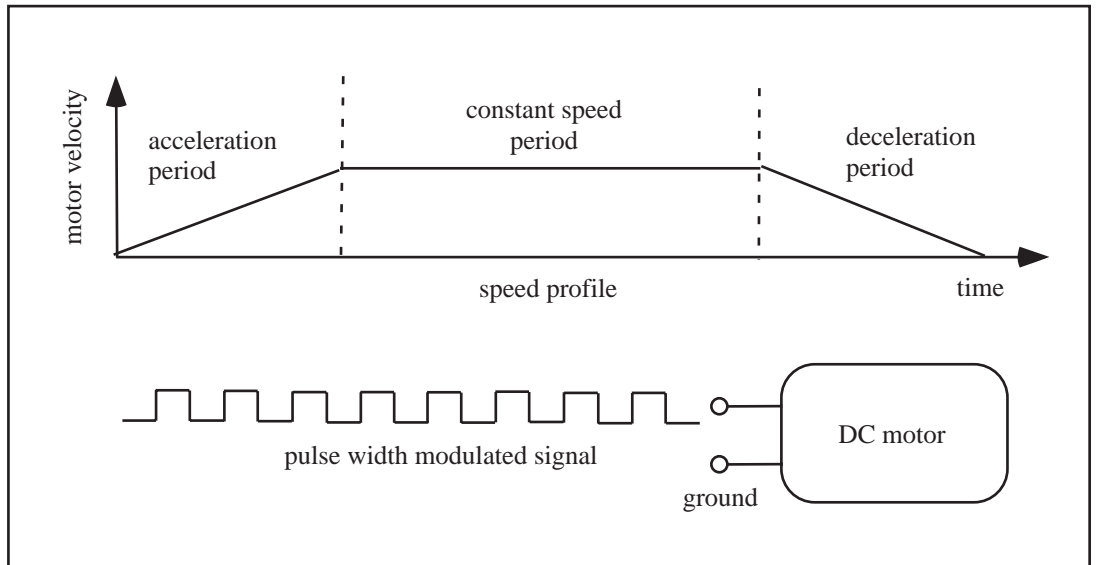 motor velocity
acceleration
period
constant speed
period
deceleration
period
speed profile
time
pulse width modulated signal
DC motor
ground